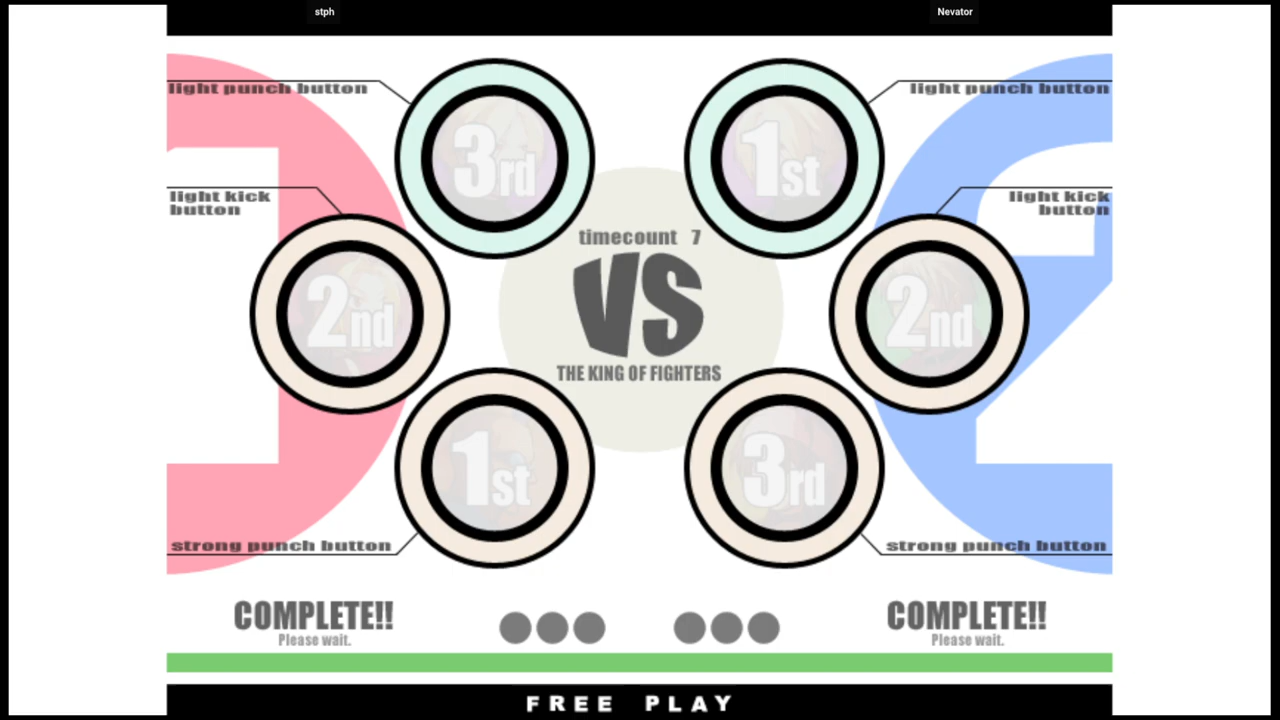 stph
Nevator
light punch button
light punch button
3rd
1st
light kick
button
light kick
button
timecount 7
2nd
VS
2nd
THE KING OF FIGHTERS
1st
3rd
strong punch button
strong punch button
COMPLETE!!
Please wait.
COMPLETE!!
Please wait.
FREE PLAY